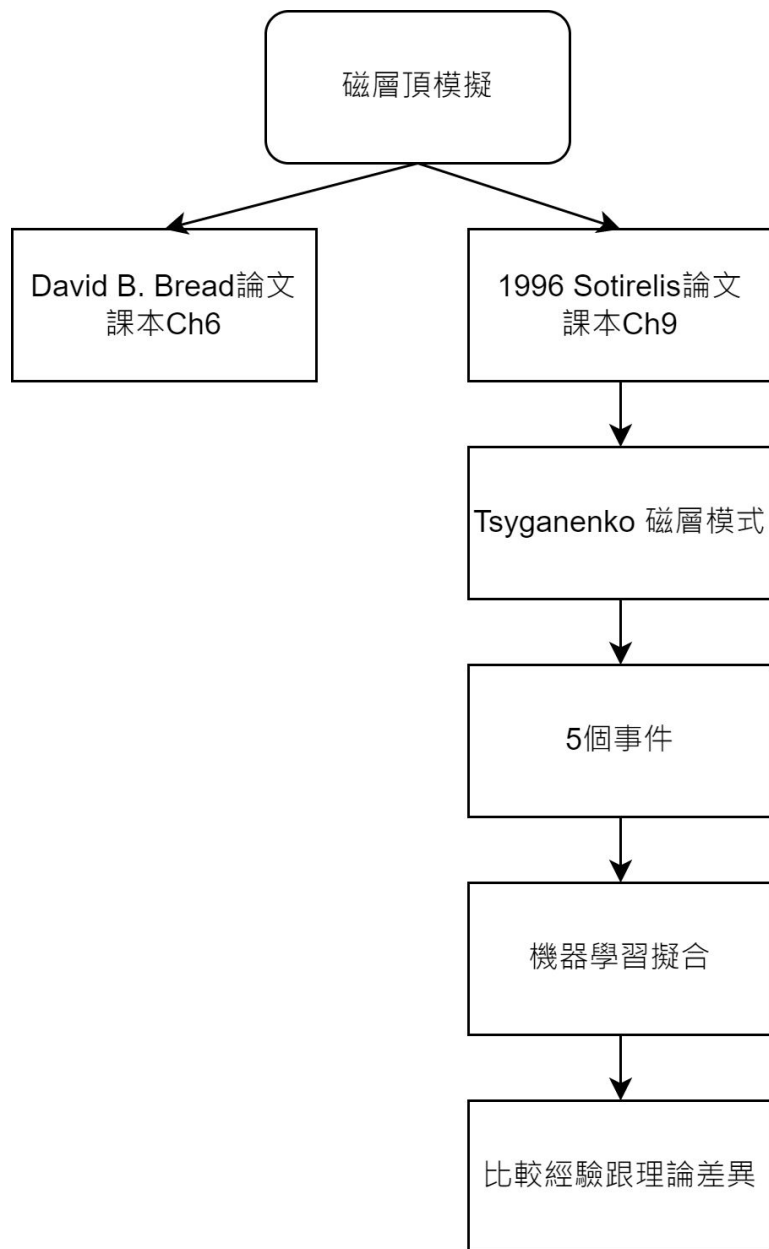 磁層頂模擬
David B. Bread論文
課本Ch6
1996 Sotirelis論文
課本Ch9
Tsyganenko 磁層模式
5個事件
機器學習擬合
比較經驗跟理論差異